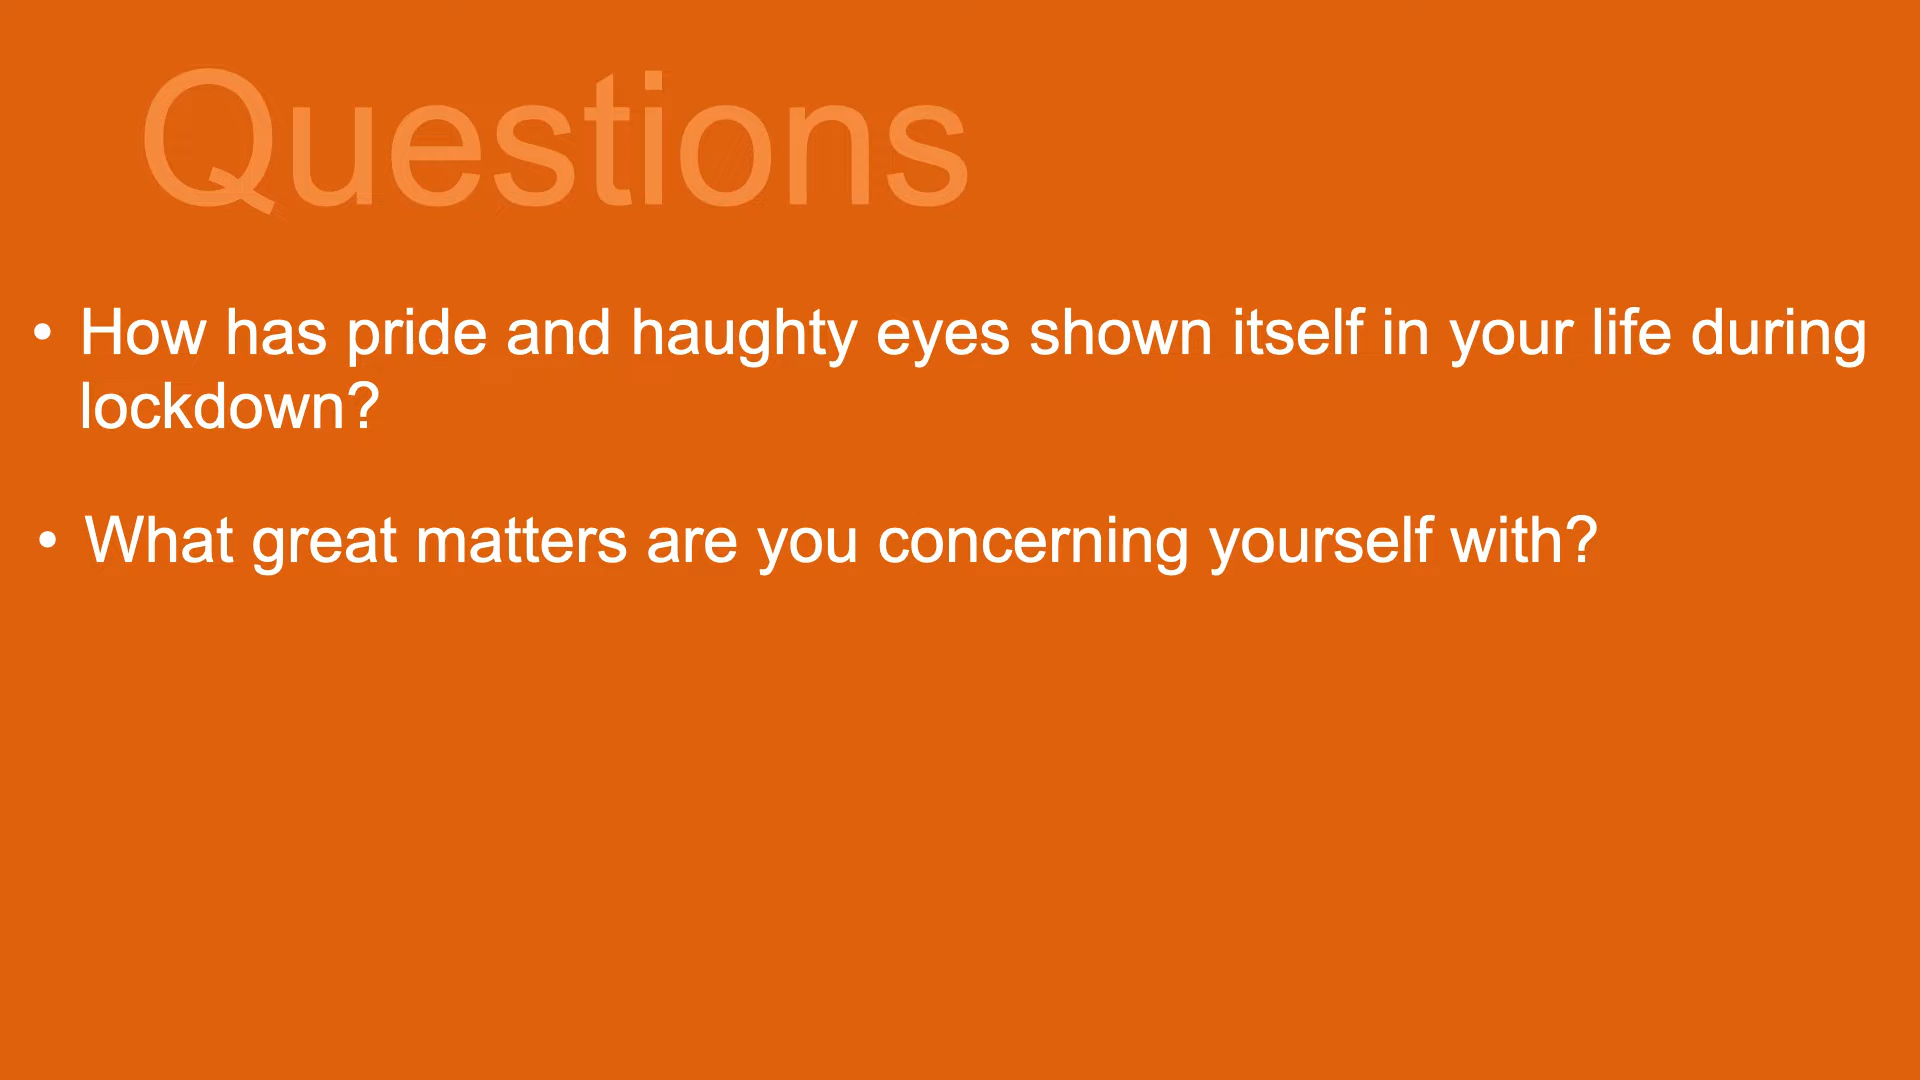 Questions
• How has pride and haughty eyes shown itself in your life during
lockdown?
• What great matters are you concerning yourself with?